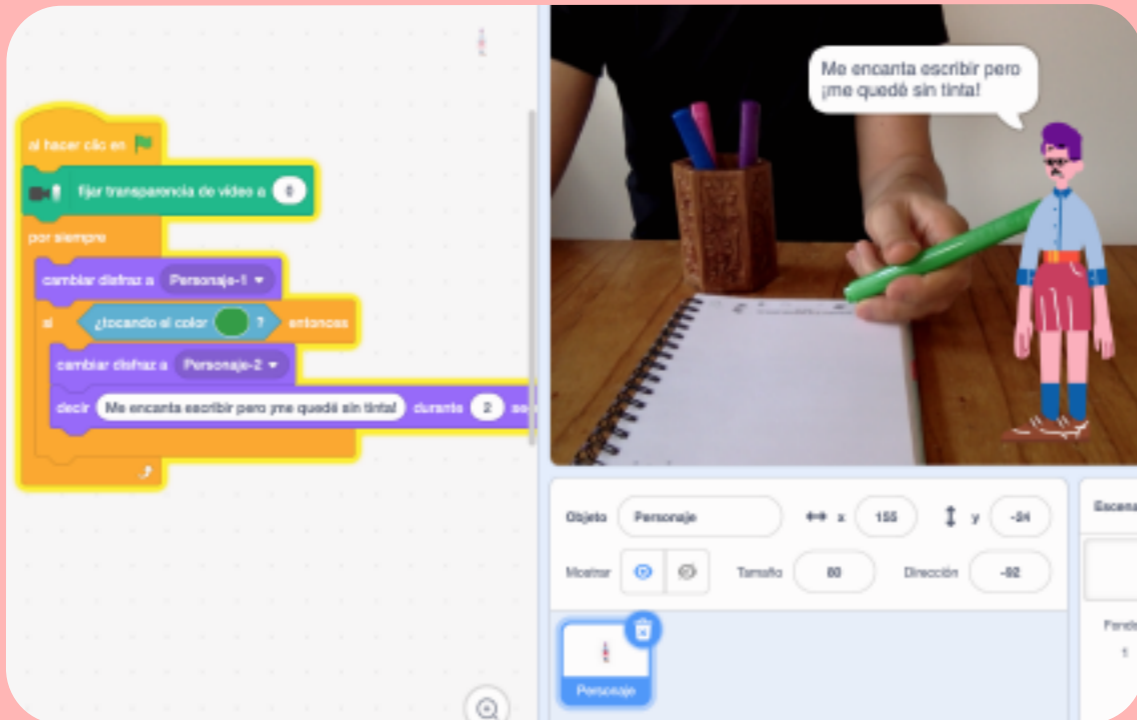 al hacer clic en
fijar transparencia de video a 0
por siempre
cambiar disfraz a Personaje-1
si ¿tocando el color ? entonces
cambiar disfraz a Personaje-2
decir Me encanta escribir pero ¡me quedé sin tinta! durante 2
Me encanta escribir pero
¡me quedé sin tinta!
Objeto Personaje x 155 y
Mostrar Tamaño 80 Dirección -92
Personaje
1